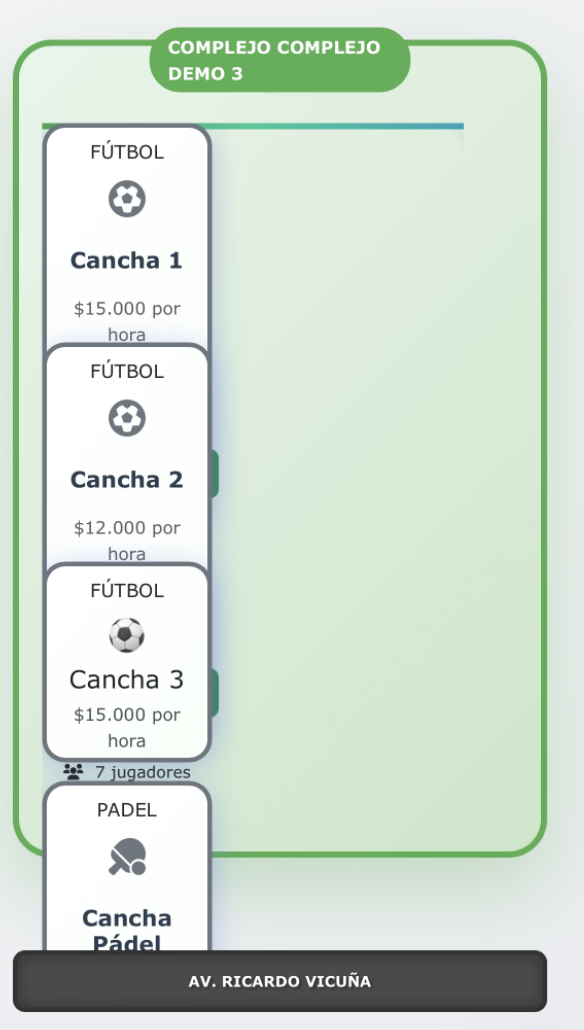 COMPLEJO COMPLEJO
DEMO 3
FÚTBOL
Cancha 1
$15.000 por
hora
FÚTBOL
Cancha 2
$12.000 por
hora
FÚTBOL
Cancha 3
$15.000 por
hora
7 jugadores
PADEL
Cancha
Pádel
AV. RICARDO VICUÑA